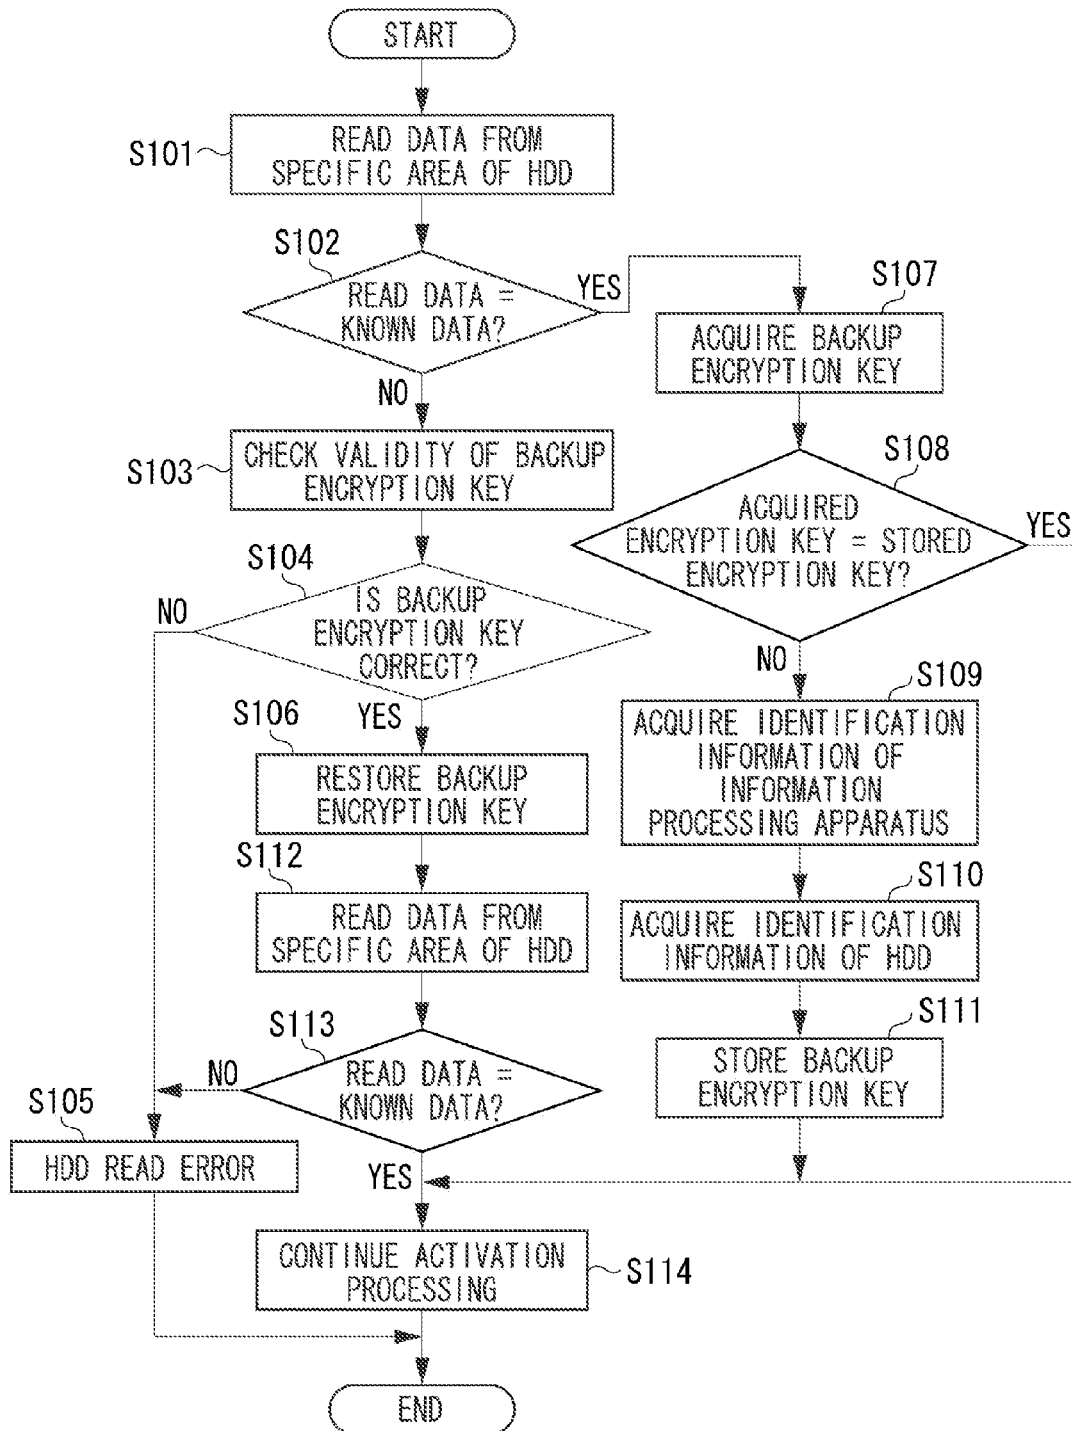 START
S101
READ DATA FROM
SPECIFIC AREA OF HDD
S102
READ DATA =
KNOWN DATA?
YES
NO
S107
ACQUIRE BACKUP
ENCRYPTION KEY
S103
CHECK VALIDITY OF BACKUP
ENCRYPTION KEY
S108
ACQUIRED
ENCRYPTION KEY = STORED
ENCRYPTION KEY?
YES
NO
S104
IS BACKUP
ENCRYPTION KEY
CORRECT?
NO
YES
S109
ACQUIRE IDENTIFICATION
INFORMATION OF
INFORMATION
PROCESSING APPARATUS
S106
RESTORE BACKUP
ENCRYPTION KEY
S112
READ DATA FROM
SPECIFIC AREA OF HDD
S110
ACQUIRE IDENTIFICATION
INFORMATION OF HDD
S113
READ DATA =
KNOWN DATA?
NO
YES
S111
STORE BACKUP
ENCRYPTION KEY
S105
HDD READ ERROR
CONTINUE ACTIVATION
PROCESSING
S114
END